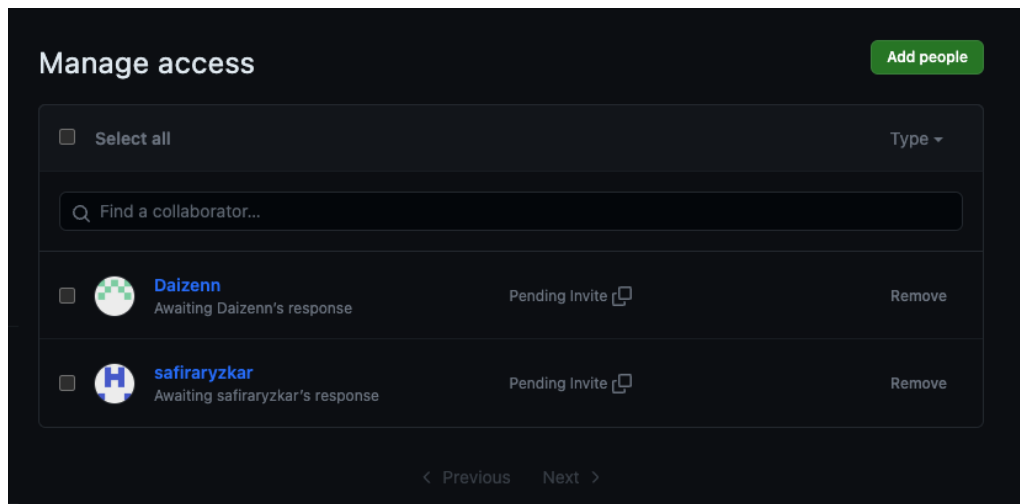 Manage access
Add people
Select all
Type
Find a collaborator...
Daizenn
Awaiting Daizenn’s response
Pending Invite
Remove
safiraryzkar
Awaiting safiraryzkar’s response
Pending Invite
Remove
Previous Next